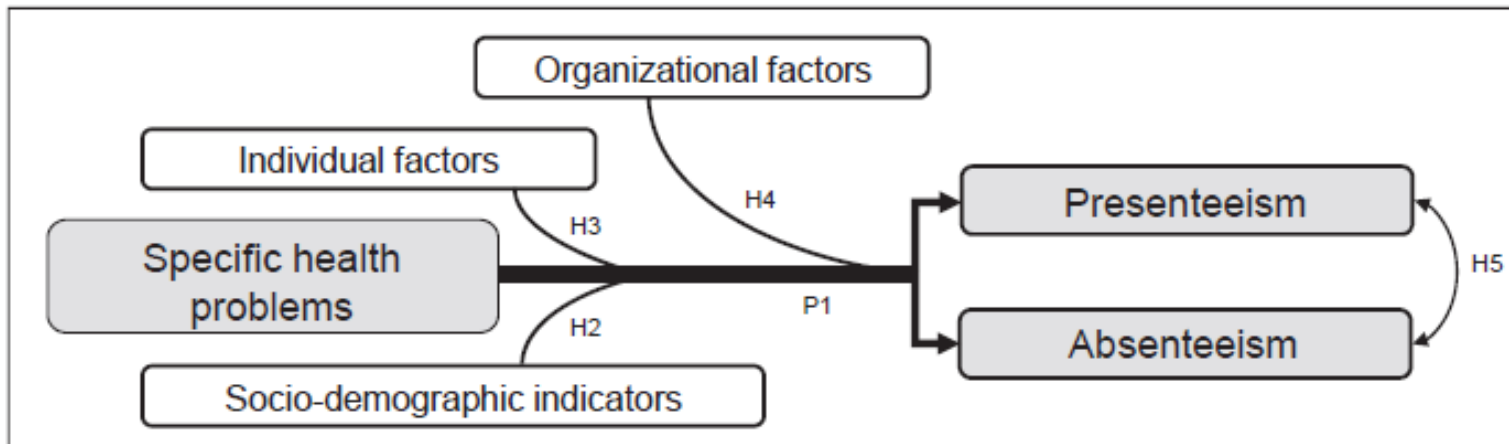 Organizational factors
Individual factors
H3
H4
Presenteeism
Specific health
problems
P1
H5
H2
Absenteeism
Socio-demographic indicators